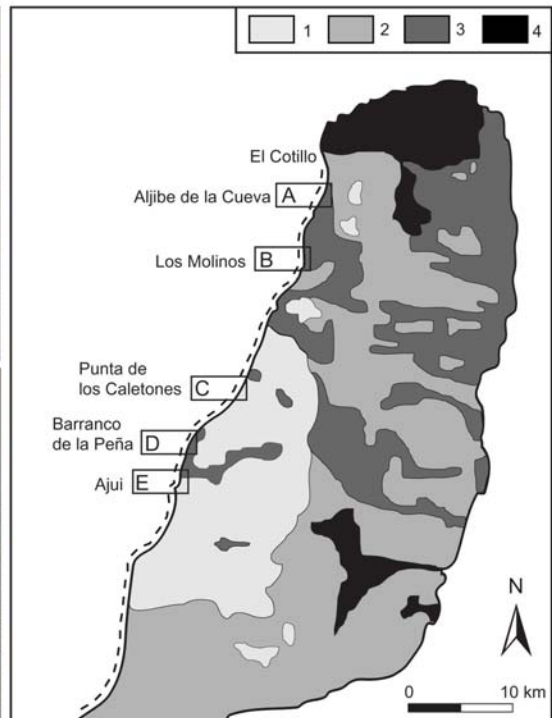 1 2 3 4
El Cotillo
Aljibe de la Cueva A
Los Molinos B
Punta de
los Caletones C
Barranco
de la Peña D
Ajui E
N
0 10 km